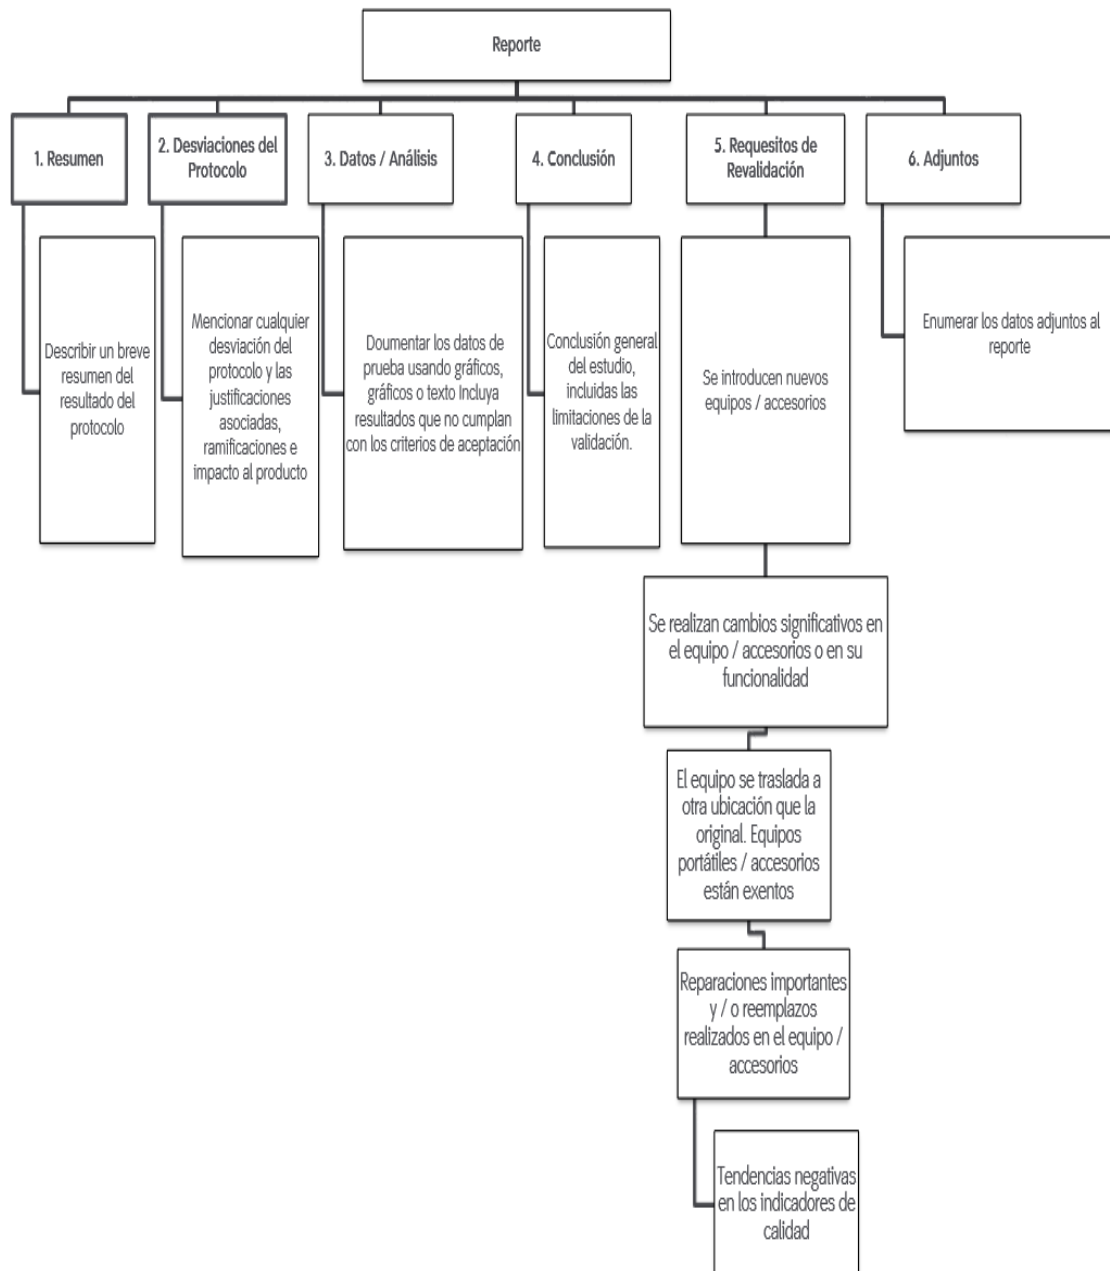 Reporte
1. Resumen
2. Desviaciones del
Protocolo
3. Datos / Análisis
4. Conclusión
5. Requesitos de
Revalidación
6. Adjuntos
Describir un breve
resumen del
resultado del
protocolo
Mencionar cualquier
desviación del
protocolo y las
justificaciones
asociadas,
ramificaciones e
impacto al producto
Doumentar los datos de
prueba usando gráficos,
gráficos o texto Incluya
resultados que no cumplan
con los criterios de aceptación
Conclusión general
del estudio,
incluidas las
limitaciones de la
validación.
Se introducen nuevos
equipos / accesorios
Enumerar los datos adjuntos al
reporte
Se realizan cambios significativos en
el equipo / accesorios o en su
funcionalidad
El equipo se traslada a
otra ubicación que la
original. Equipos
portátiles / accesorios
están exentos
Reparaciones importantes
y / o reemplazos
realizados en el equipo /
accesorios
Tendencias negativas
en los indicadores de
calidad